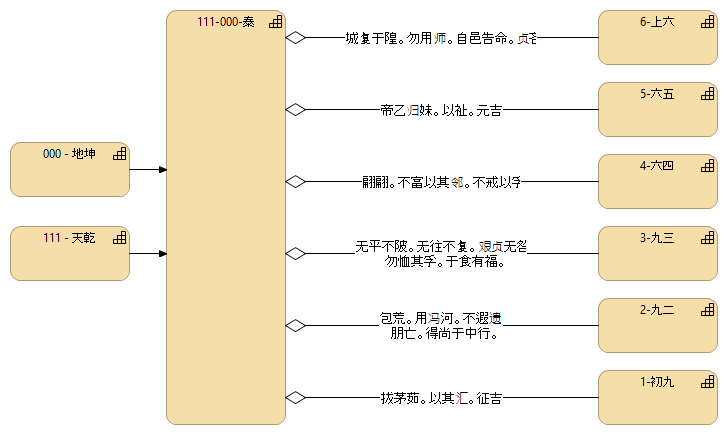 111-000-泰
000 - 地坤
111 - 天乾
城复于隍。勿用师。自邑告命。贞吝
6-上六
帝乙归妹。以祉。元吉
5-六五
翩翩。不富以其邻。不戒以孚
4-六四
无平不陂。无往不复。艰贞无咎
勿恤其孚。于食有福。
3-九三
包荒。用冯河。不遐遗
朋亡。得尚于中行。
2-九二
拔茅茹。以其汇。征吉
1-初九